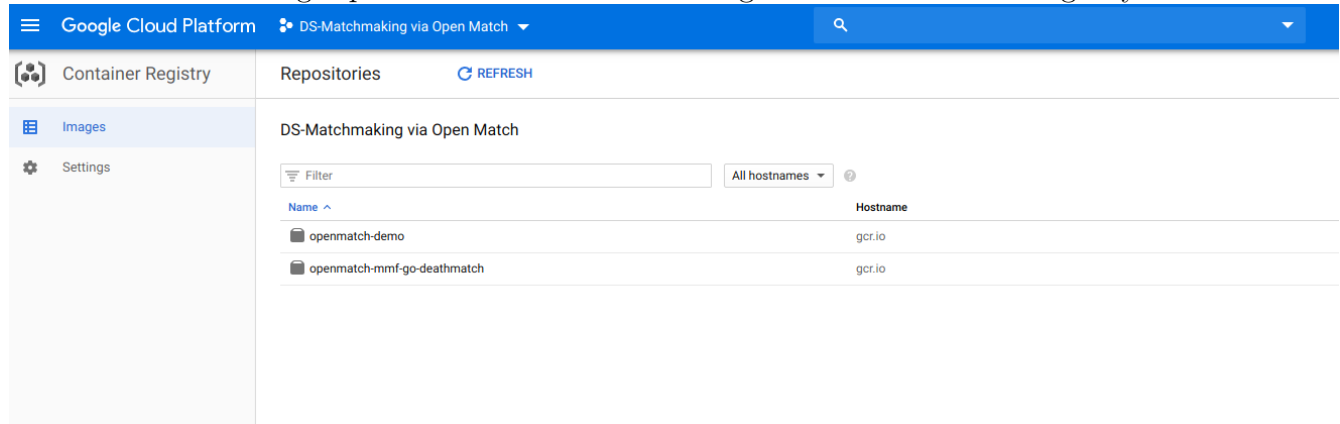 Google Cloud Platform DS-Matchmaking via Open Match
Container Registry Repositories REFRESH
Images
Settings
DS-Matchmaking via Open Match
Filter All hostnames
Name Hostname
openmatch-demo gcr.io
openmatch-mmf-go-deathmatch gcr.io